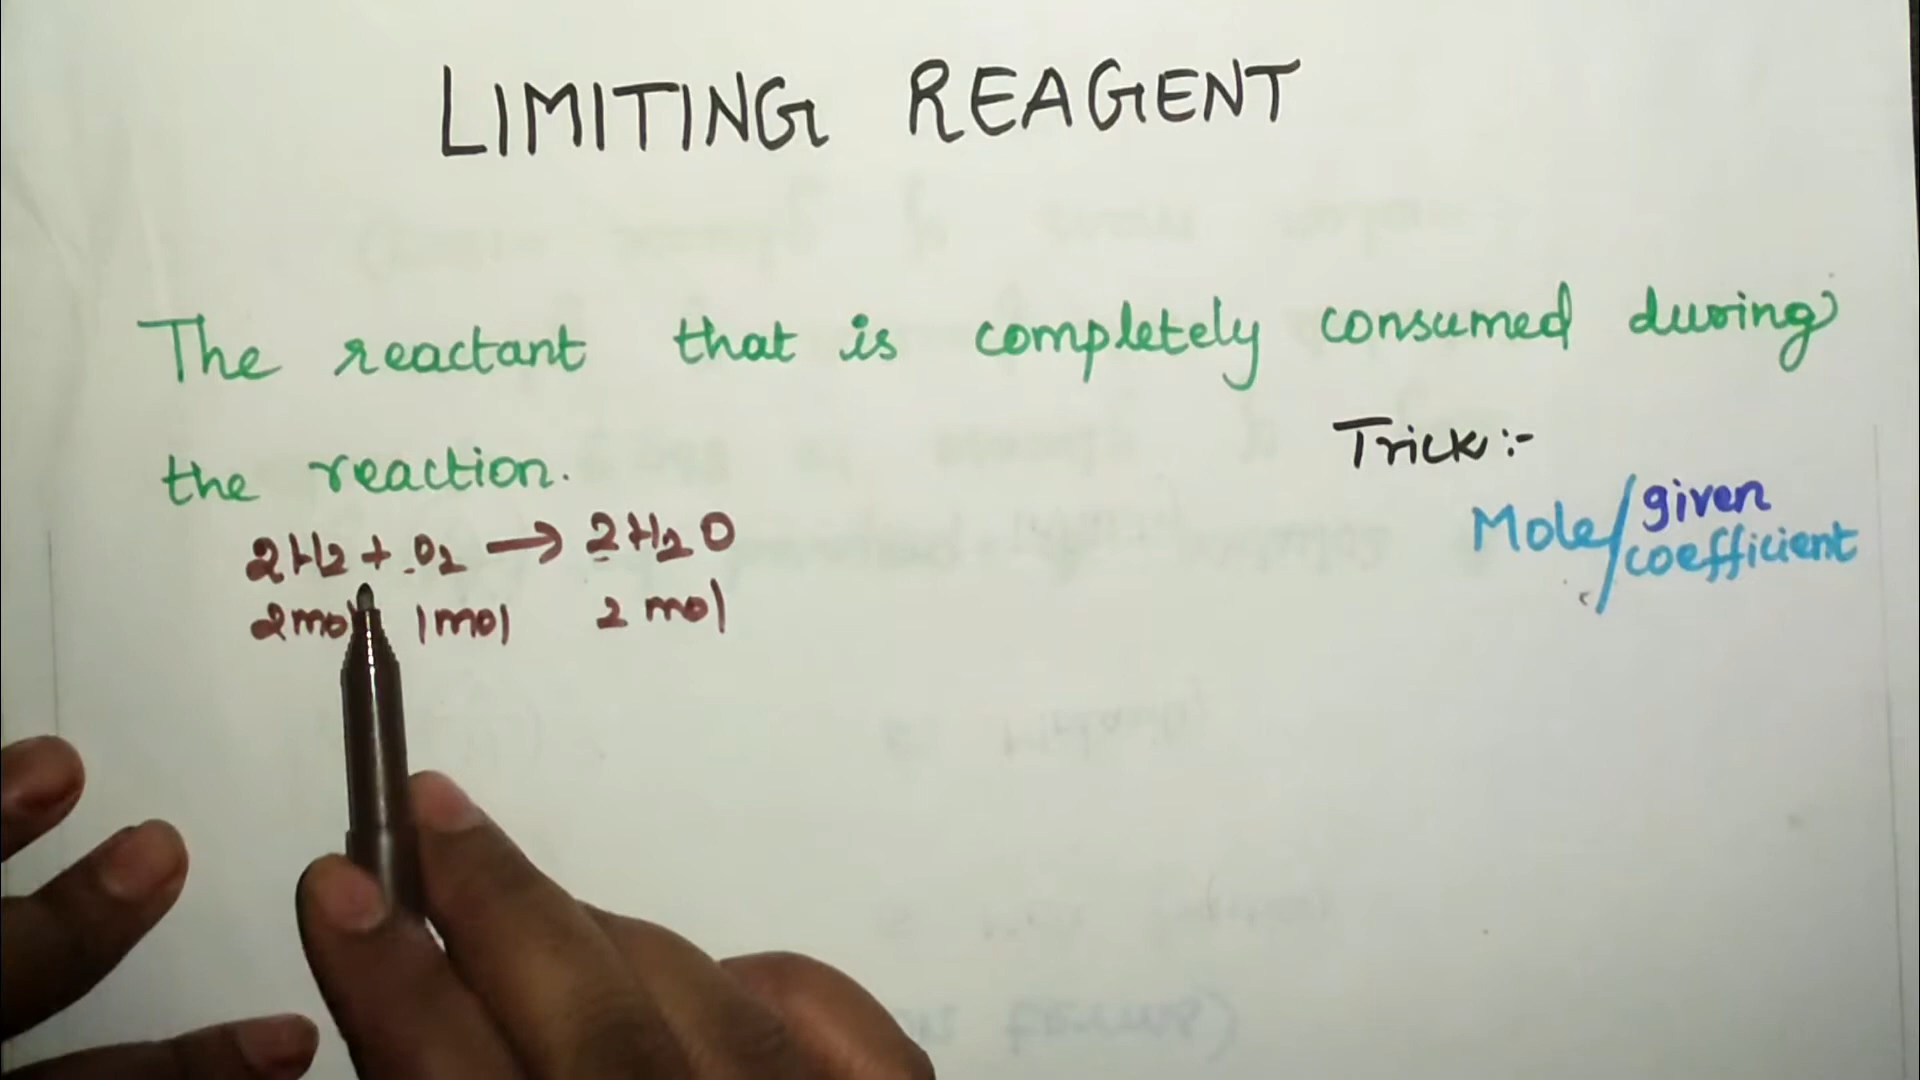 LIMITING REAGENT
The reactant that is completely consumed during
the reaction.
Trick:-
Mole/given coefficient
2H2 + O2 → 2H2O
2mol 1mol 2 mol